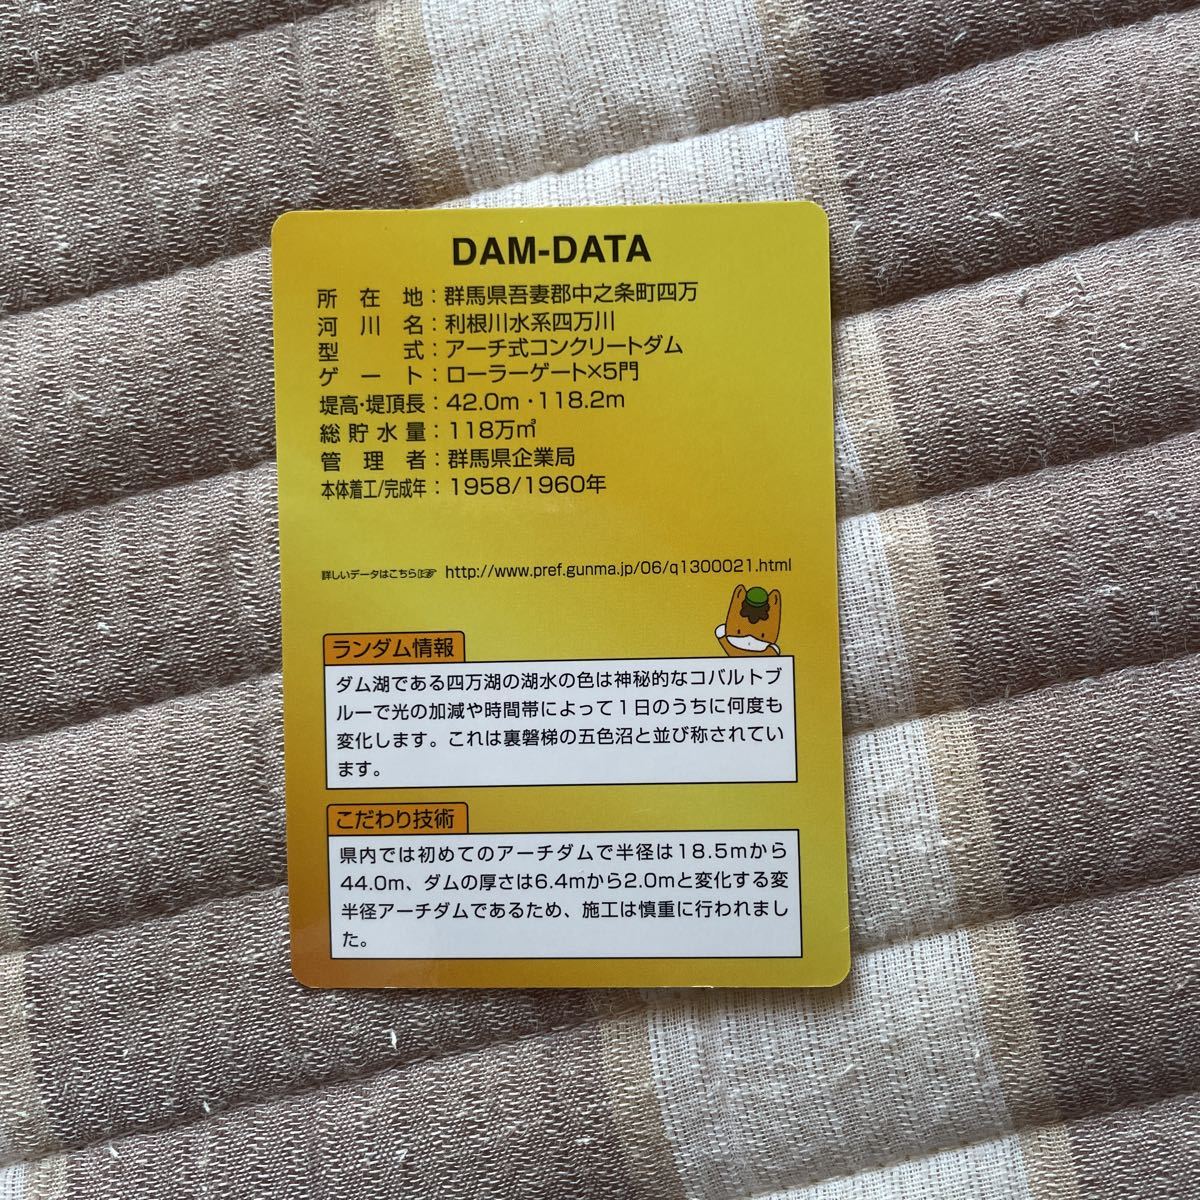 DAM-DATA
所在地：群馬県吾妻郡中之条町四万
河川名：利根川水系四万川
型式：アーチ式コンクリートダム
ゲート：ローラーゲート×5門
堤高・堤頂長：42.0m・118.2m
総貯水量：118万㎥
管理者：群馬県企業局
本体着工/完成年：1958/1960年
詳しいデータはこちら☞ http://www.pref.gunma.jp/06/q1300021.html
ランダム情報
ダム湖である四万湖の湖水の色は神秘的なコバルトブ
ルーで光の加減や時間帯によって1日のうちに何度も
変化します。これは裏磐梯の五色沼と並び称されてい
ます。
こだわり技術
県内では初めてのアーチダムで半径は18.5mから
44.0m、ダムの厚さは6.4mから2.0mと変化する変
半径アーチダムであるため、施工は慎重に行われまし
た。